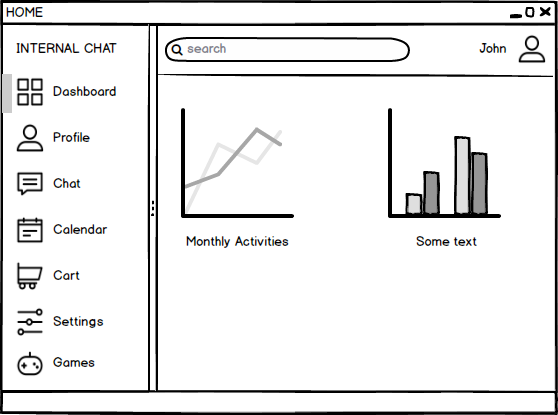 HOME
INTERNAL CHAT
search
John
Dashboard
Profile
Chat
Calendar
Cart
Settings
Games
Monthly Activities
Some text